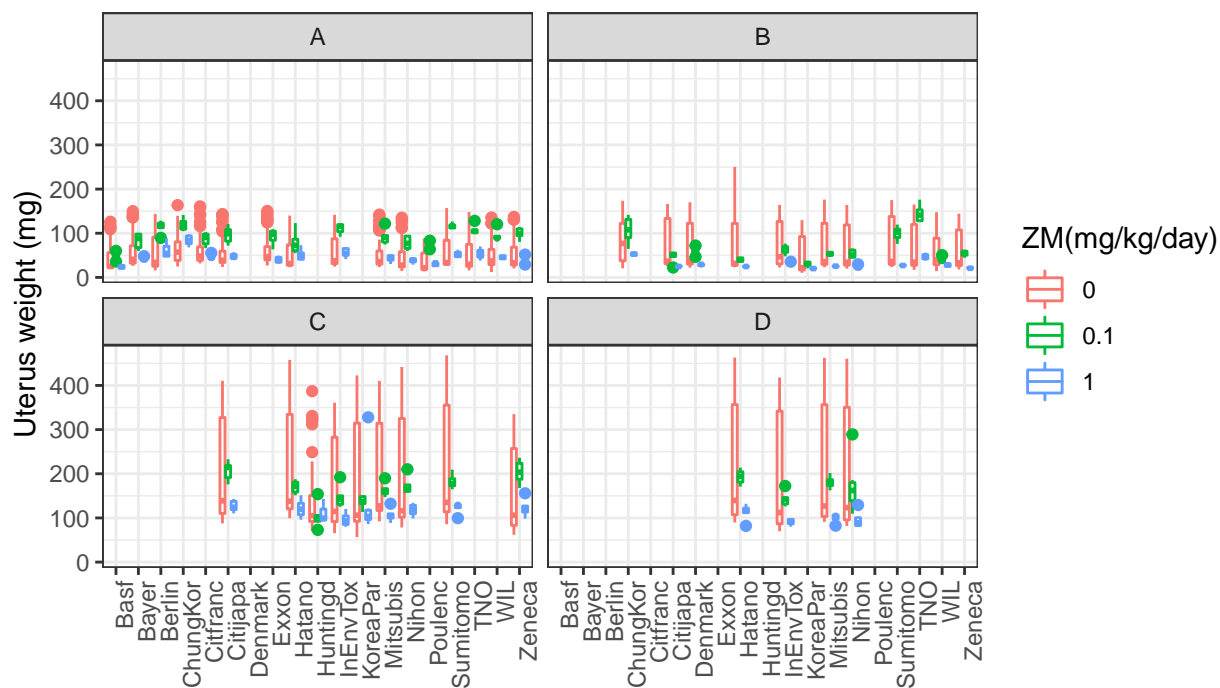 A
B
400
300
200
100
0
C
D
400
300
200
100
0
Uterus weight (mg)
Basf
Bayer
Berlin
ChungKor
Citfranc
Citijapa
Denmark
Exxon
Hatano
Huntingd
InEnvTox
KoreaPar
Mitsubis
Nihon
Poulenc
Sumitomo
TNO
WIL
Zeneca
Basf
Bayer
Berlin
ChungKor
Citfranc
Citijapa
Denmark
Exxon
Hatano
Huntingd
InEnvTox
KoreaPar
Mitsubis
Nihon
Poulenc
Sumitomo
TNO
WIL
Zeneca
ZM(mg/kg/day)
0
0.1
1